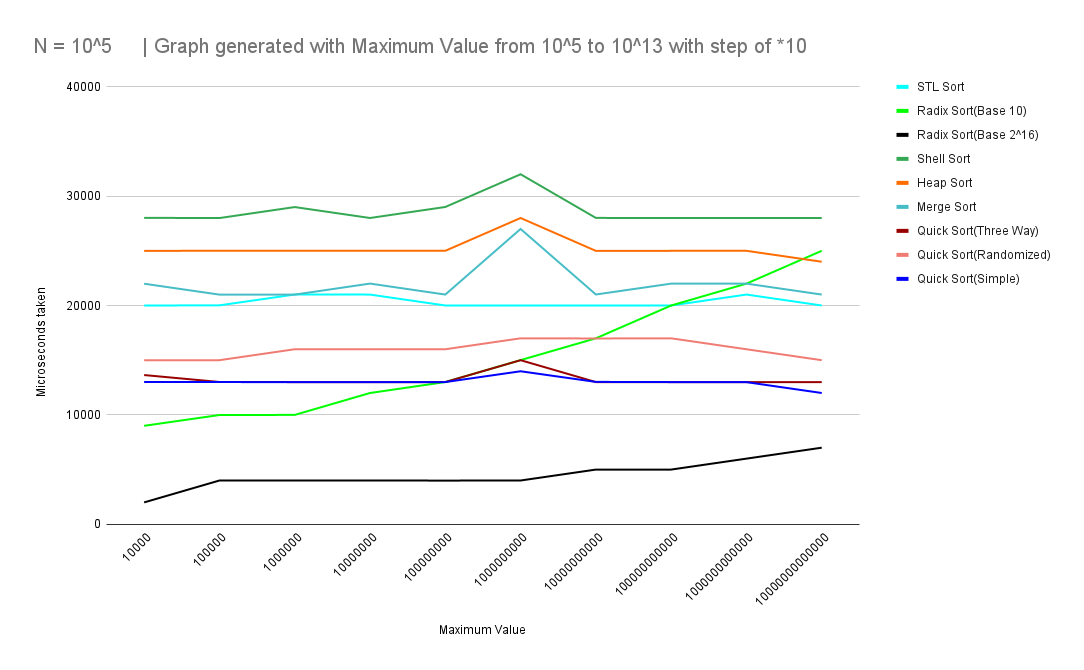 N = 10^5 | Graph generated with Maximum Value from 10^5 to 10^13 with step of *10
40000
30000
20000
10000
0
Microseconds taken
10000
100000
1000000
10000000
100000000
1000000000
10000000000
100000000000
1000000000000
10000000000000
Maximum Value
STL Sort
Radix Sort(Base 10)
Radix Sort(Base 2^16)
Shell Sort
Heap Sort
Merge Sort
Quick Sort(Three Way)
Quick Sort(Randomized)
Quick Sort(Simple)